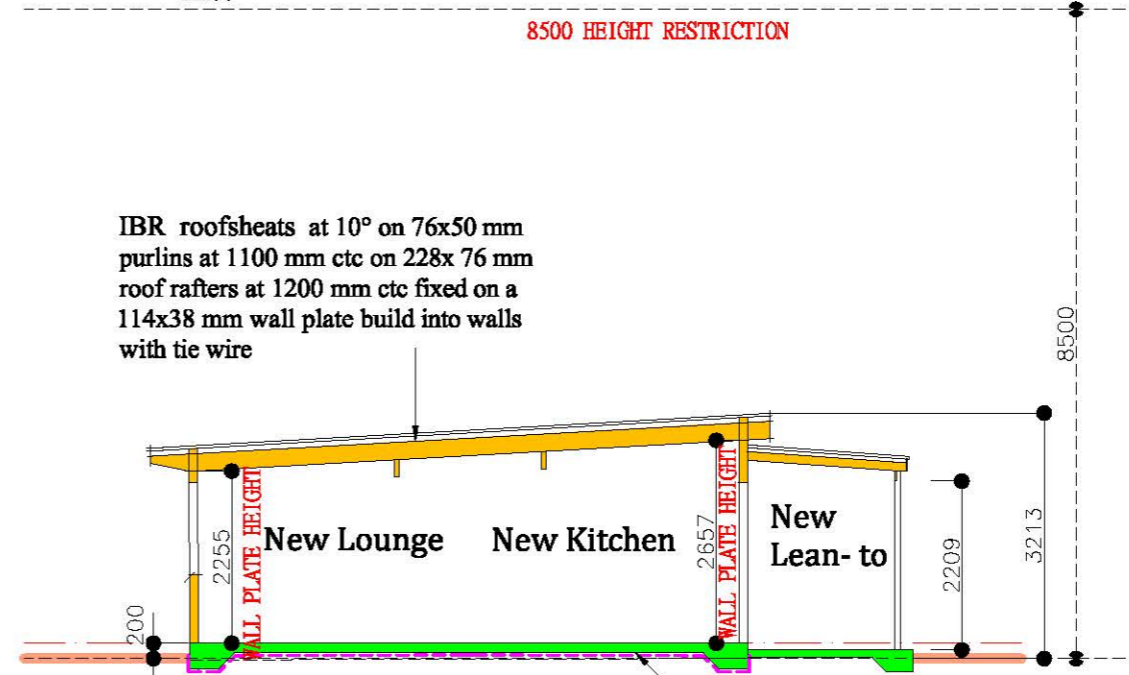 8500 HEIGHT RESTRICTION
IBR roofsheats at 10° on 76x50 mm
purlins at 1100 mm ctc on 228x 76 mm
roof rafters at 1200 mm ctc fixed on a
114x38 mm wall plate build into walls
with tie wire
8500
New Lounge
New Kitchen
New
Lean- to
2255
WALL PLATE HEIGHT
2657
WALL PLATE HEIGHT
2209
3213
200